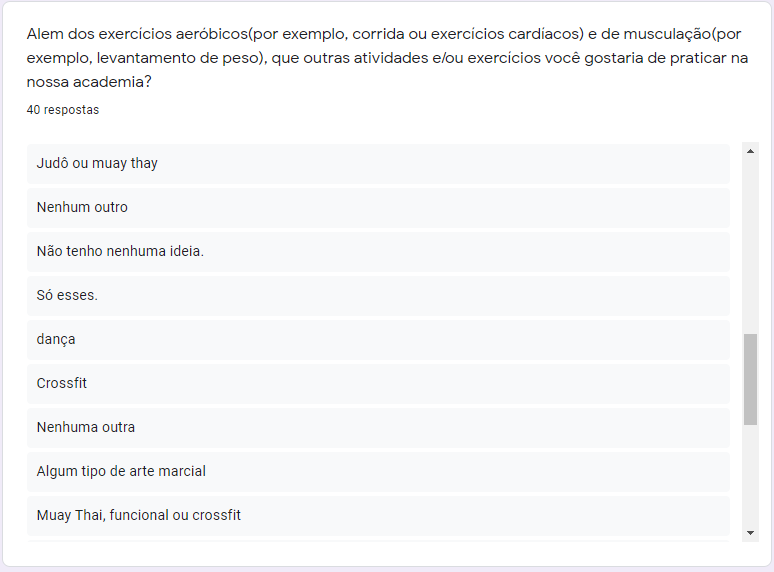 Alem dos exercícios aeróbicos(por exemplo, corrida ou exercícios cardíacos) e de musculação(por
exemplo, levantamento de peso), que outras atividades e/ou exercícios você gostaria de praticar na
nossa academia?
40 respostas
Judô ou muay thay
Nenhum outro
Não tenho nenhuma ideia.
Só esses.
dança
Crossfit
Nenhuma outra
Algum tipo de arte marcial
Muay Thai, funcional ou crossfit